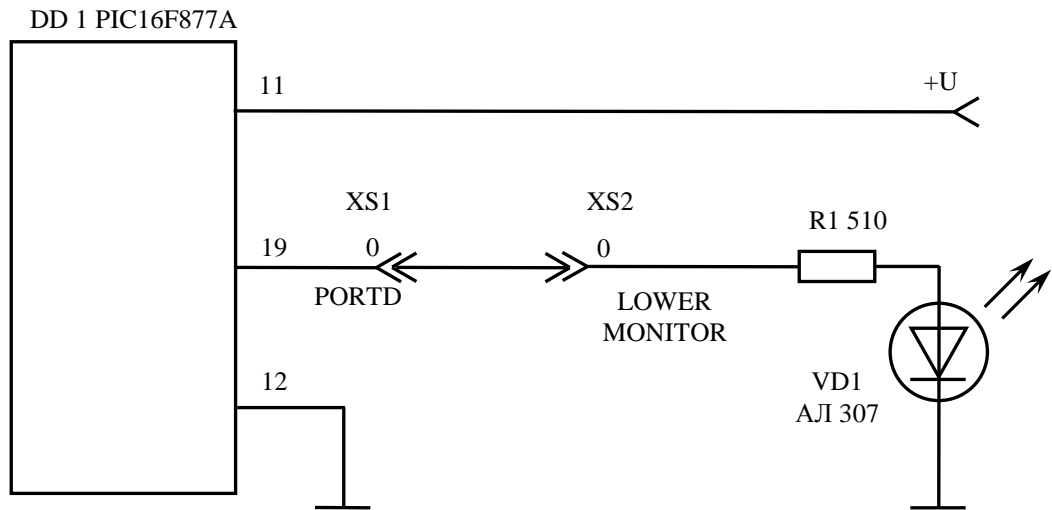 DD 1 PIC16F877A
11
+U
XS1
XS2
R1 510
19
0
0
PORTD
LOWER
MONITOR
12
VD1
АЛ 307